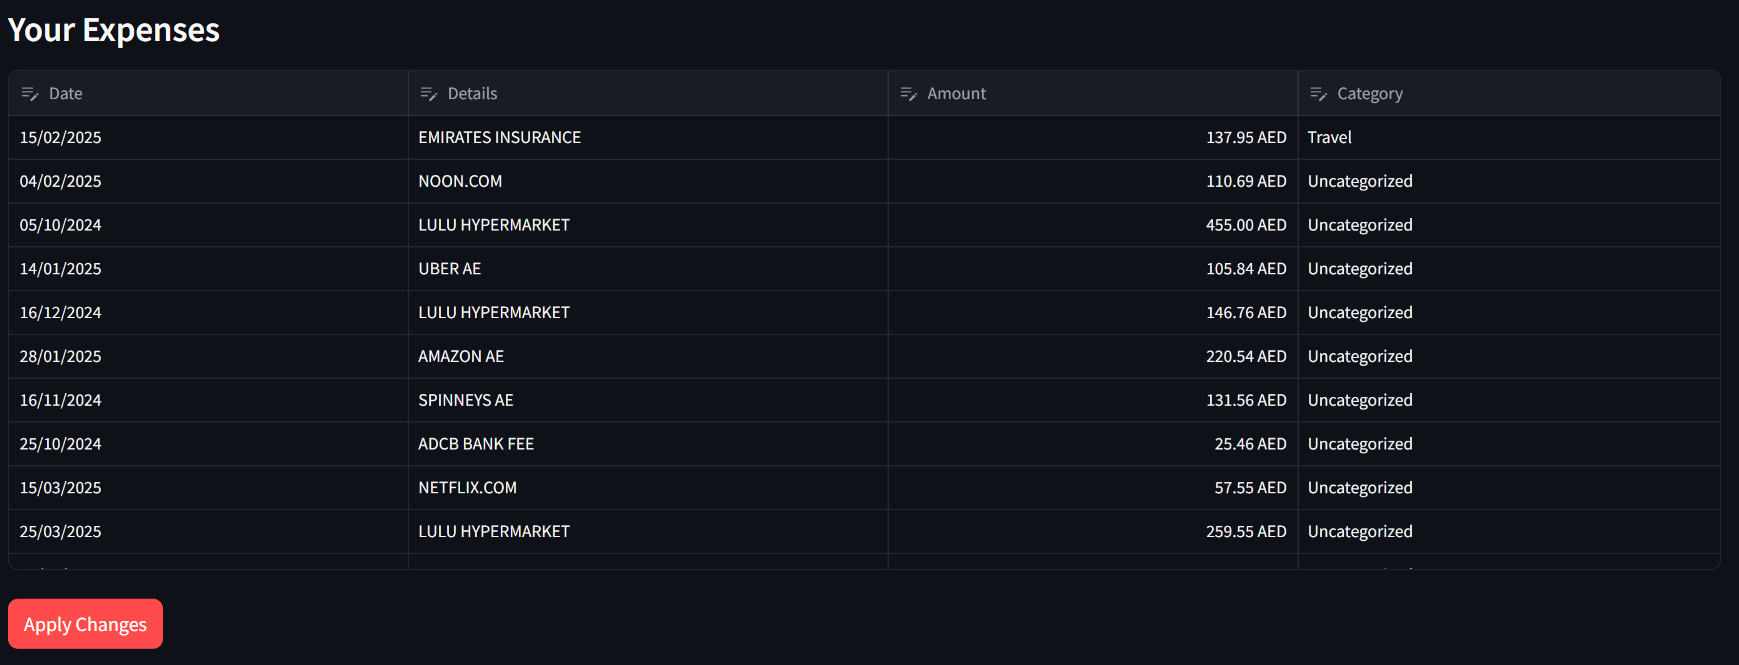 Your Expenses
Date Details Amount Category
15/02/2025 EMIRATES INSURANCE 137.95 AED Travel
04/02/2025 NOON.COM 110.69 AED Uncategorized
05/10/2024 LULU HYPERMARKET 455.00 AED Uncategorized
14/01/2025 UBER AE 105.84 AED Uncategorized
16/12/2024 LULU HYPERMARKET 146.76 AED Uncategorized
28/01/2025 AMAZON AE 220.54 AED Uncategorized
16/11/2024 SPINNEYS AE 131.56 AED Uncategorized
25/10/2024 ADCB BANK FEE 25.46 AED Uncategorized
15/03/2025 NETFLIX.COM 57.55 AED Uncategorized
25/03/2025 LULU HYPERMARKET 259.55 AED Uncategorized
Apply Changes